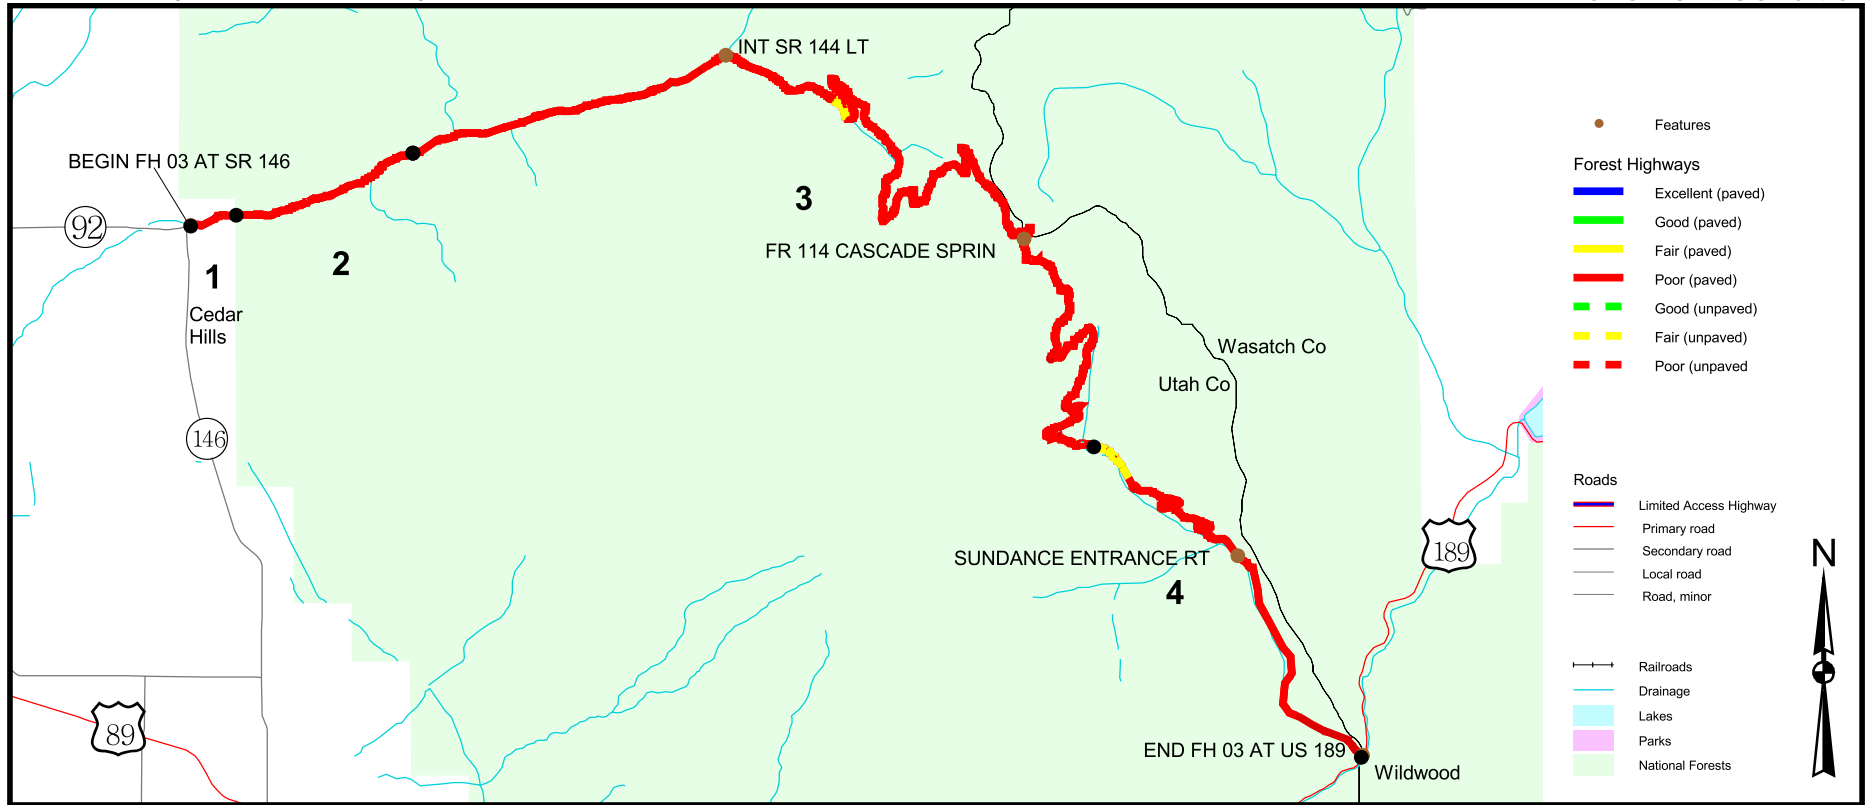 INT SR 144 LT
BEGIN FH 03 AT SR 146
92
1
2
3
Cedar
Hills
FR 114 CASCADE SPRIN
Wasatch Co
Utah Co
146
SUNDANCE ENTRANCE RT
4
189
89
END FH 03 AT US 189
Wildwood
Features
Forest Highways
Excellent (paved)
Good (paved)
Fair (paved)
Poor (paved)
Good (unpaved)
Fair (unpaved)
Poor (unpaved
Roads
Limited Access Highway
Primary road
Secondary road
Local road
Road, minor
Railroads
Drainage
Lakes
Parks
National Forests
N